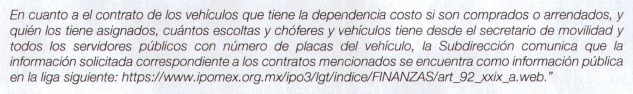 En cuanto a el contrato de los vehículos que tiene la dependencia costo si son comprados o arrendados, y
quién los tiene asignados, cuántos escoltas y chóferes y vehículos tiene desde el secretario de movilidad y
todos los servidores públicos con número de placas del vehículo, la Subdirección comunica que la
información solicitada correspondiente a los contratos mencionados se encuentra como información pública
en la liga siguiente: https://www.ipomex.org.mx/ipo3/lgt/indice/FINANZAS/art_92_xxix_a.web."